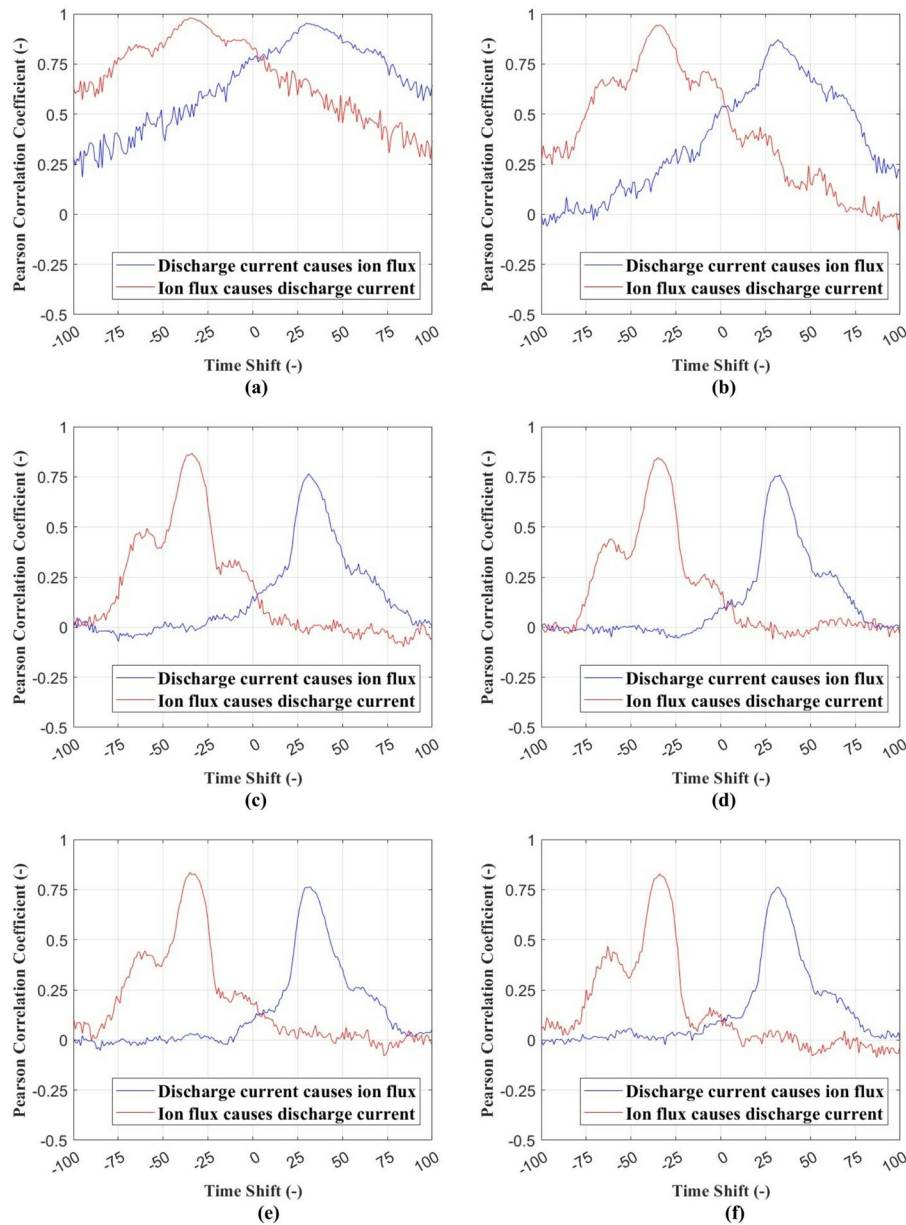 1
0.75
0.5
0.25
0
-0.25
-0.5
Pearson Correlation Coefficient (-)
Discharge current causes ion flux
Ion flux causes discharge current
-100 -75 -50 -25 0 25 50 75 100
Time Shift (-)
(a)
1
0.75
0.5
0.25
0
-0.25
-0.5
Pearson Correlation Coefficient (-)
Discharge current causes ion flux
Ion flux causes discharge current
-100 -75 -50 -25 0 25 50 75 100
Time Shift (-)
(b)
1
0.75
0.5
0.25
0
-0.25
-0.5
Pearson Correlation Coefficient (-)
Discharge current causes ion flux
Ion flux causes discharge current
-100 -75 -50 -25 0 25 50 75 100
Time Shift (-)
(c)
1
0.75
0.5
0.25
0
-0.25
-0.5
Pearson Correlation Coefficient (-)
Discharge current causes ion flux
Ion flux causes discharge current
-100 -75 -50 -25 0 25 50 75 100
Time Shift (-)
(d)
1
0.75
0.5
0.25
0
-0.25
-0.5
Pearson Correlation Coefficient (-)
Discharge current causes ion flux
Ion flux causes discharge current
-100 -75 -50 -25 0 25 50 75 100
Time Shift (-)
(e)
1
0.75
0.5
0.25
0
-0.25
-0.5
Pearson Correlation Coefficient (-)
Discharge current causes ion flux
Ion flux causes discharge current
-100 -75 -50 -25 0 25 50 75 100
Time Shift (-)
(f)